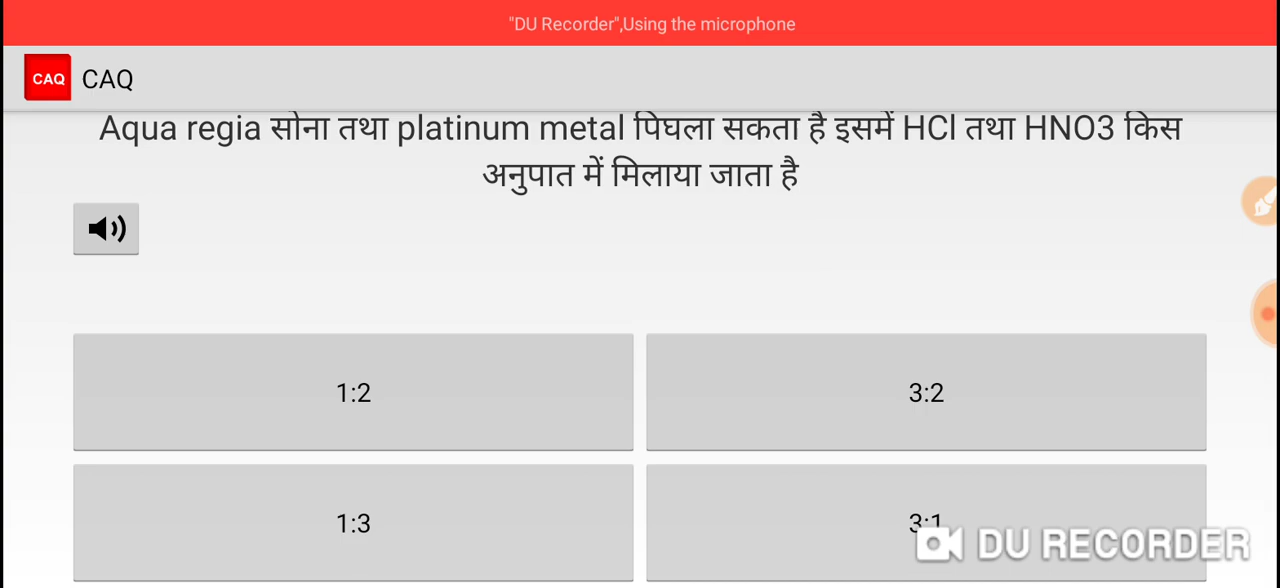 "DU Recorder",Using the microphone
CAQ CAQ
Aqua regia सोना तथा platinum metal पिघला सकता है इसमें HCl तथा HNO3 किस
अनुपात में मिलाया जाता है
1:2 3:2
1:3 3:1
DU RECORDER